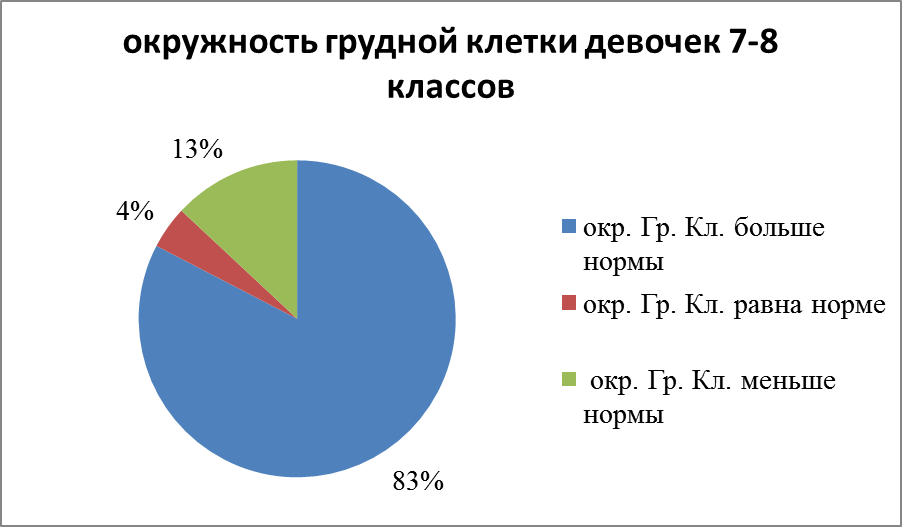 окружность грудной клетки девочек 7-8
классов
13%
4%
83%
окр. Гр. Кл. больше
нормы
окр. Гр. Кл. равна норме
окр. Гр. Кл. меньше
нормы